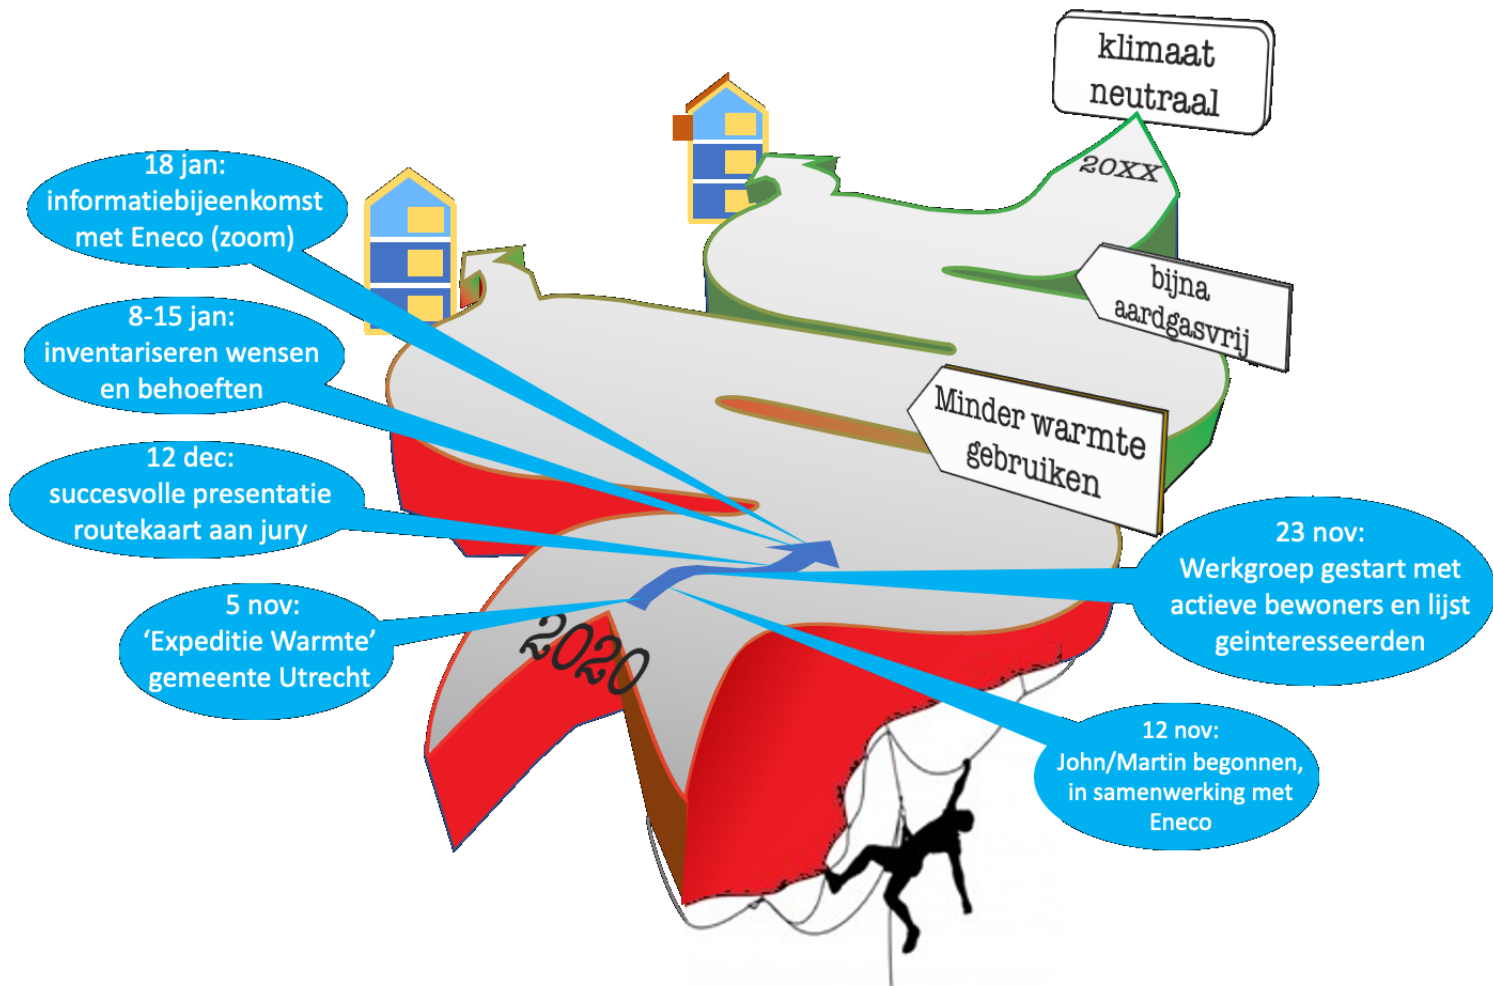 klimaat
neutraal
20XX
bijna
aardgasvrij
Minder warmte
gebruiken
18 jan:
informatiebijeenkomst
met Eneco (zoom)
8-15 jan:
inventariseren wensen
en behoeften
12 dec:
succesvolle presentatie
routekaart aan jury
5 nov:
‘Expeditie Warmte’
gemeente Utrecht
2020
23 nov:
Werkgroep gestart met
actieve bewoners en lijst
geinteresseerden
12 nov:
John/Martin begonnen,
in samenwerking met
Eneco